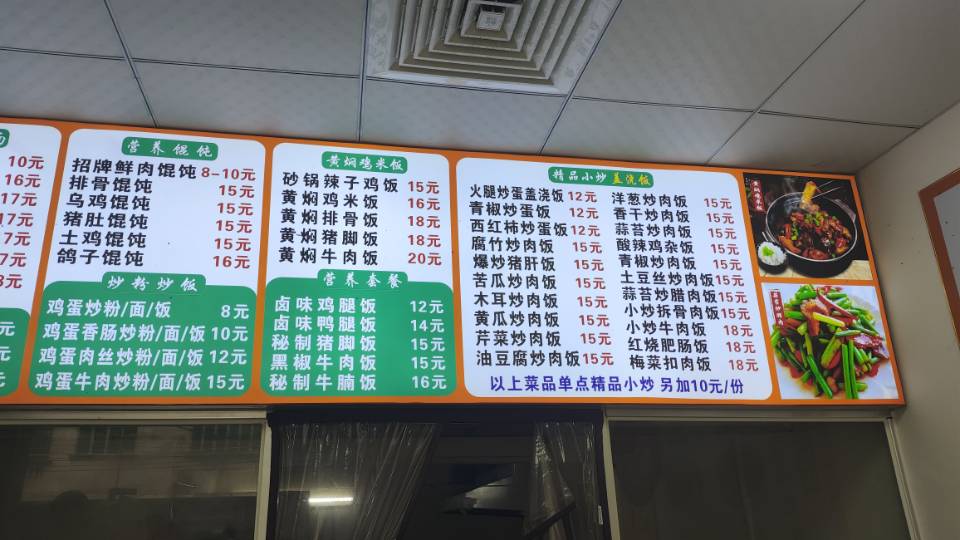 面
10元
16元
17元
17元
17元
18元
营养馄饨
招牌鲜肉馄饨 8-10元
排骨馄饨 15元
乌鸡馄饨 15元
猪肚馄饨 15元
土鸡馄饨 15元
鸽子馄饨 16元
炒粉炒饭
鸡蛋炒粉/面/饭 8元
鸡蛋香肠炒粉/面/饭 10元
鸡蛋肉丝炒粉/面/饭 12元
鸡蛋牛肉炒粉/面/饭 15元
黄焖鸡米饭
砂锅辣子鸡饭 15元
黄焖鸡米饭 16元
黄焖排骨饭 18元
黄焖猪脚饭 18元
黄焖牛肉饭 20元
营养套餐
卤味鸡腿饭 12元
卤味鸭腿饭 14元
秘制猪脚饭 15元
黑椒牛肉饭 15元
秘制牛腩饭 16元
精品小炒 盖浇饭
火腿炒蛋盖浇饭 12元
青椒炒蛋饭 12元
西红柿炒蛋饭 12元
腐竹炒肉饭 15元
爆炒猪肝饭 15元
苦瓜炒肉饭 15元
木耳炒肉饭 15元
黄瓜炒肉饭 15元
芹菜炒肉饭 15元
油豆腐炒肉饭 15元
洋葱炒肉饭 15元
香干炒肉饭 15元
蒜苔炒肉饭 15元
酸辣鸡杂饭 15元
青椒炒肉饭 15元
土豆丝炒肉饭 15元
蒜苔炒腊肉饭 15元
小炒拆骨肉饭 15元
小炒牛肉饭 18元
红烧肥肠饭 18元
梅菜扣肉饭 18元
以上菜品单点精品小炒 另加10元/份